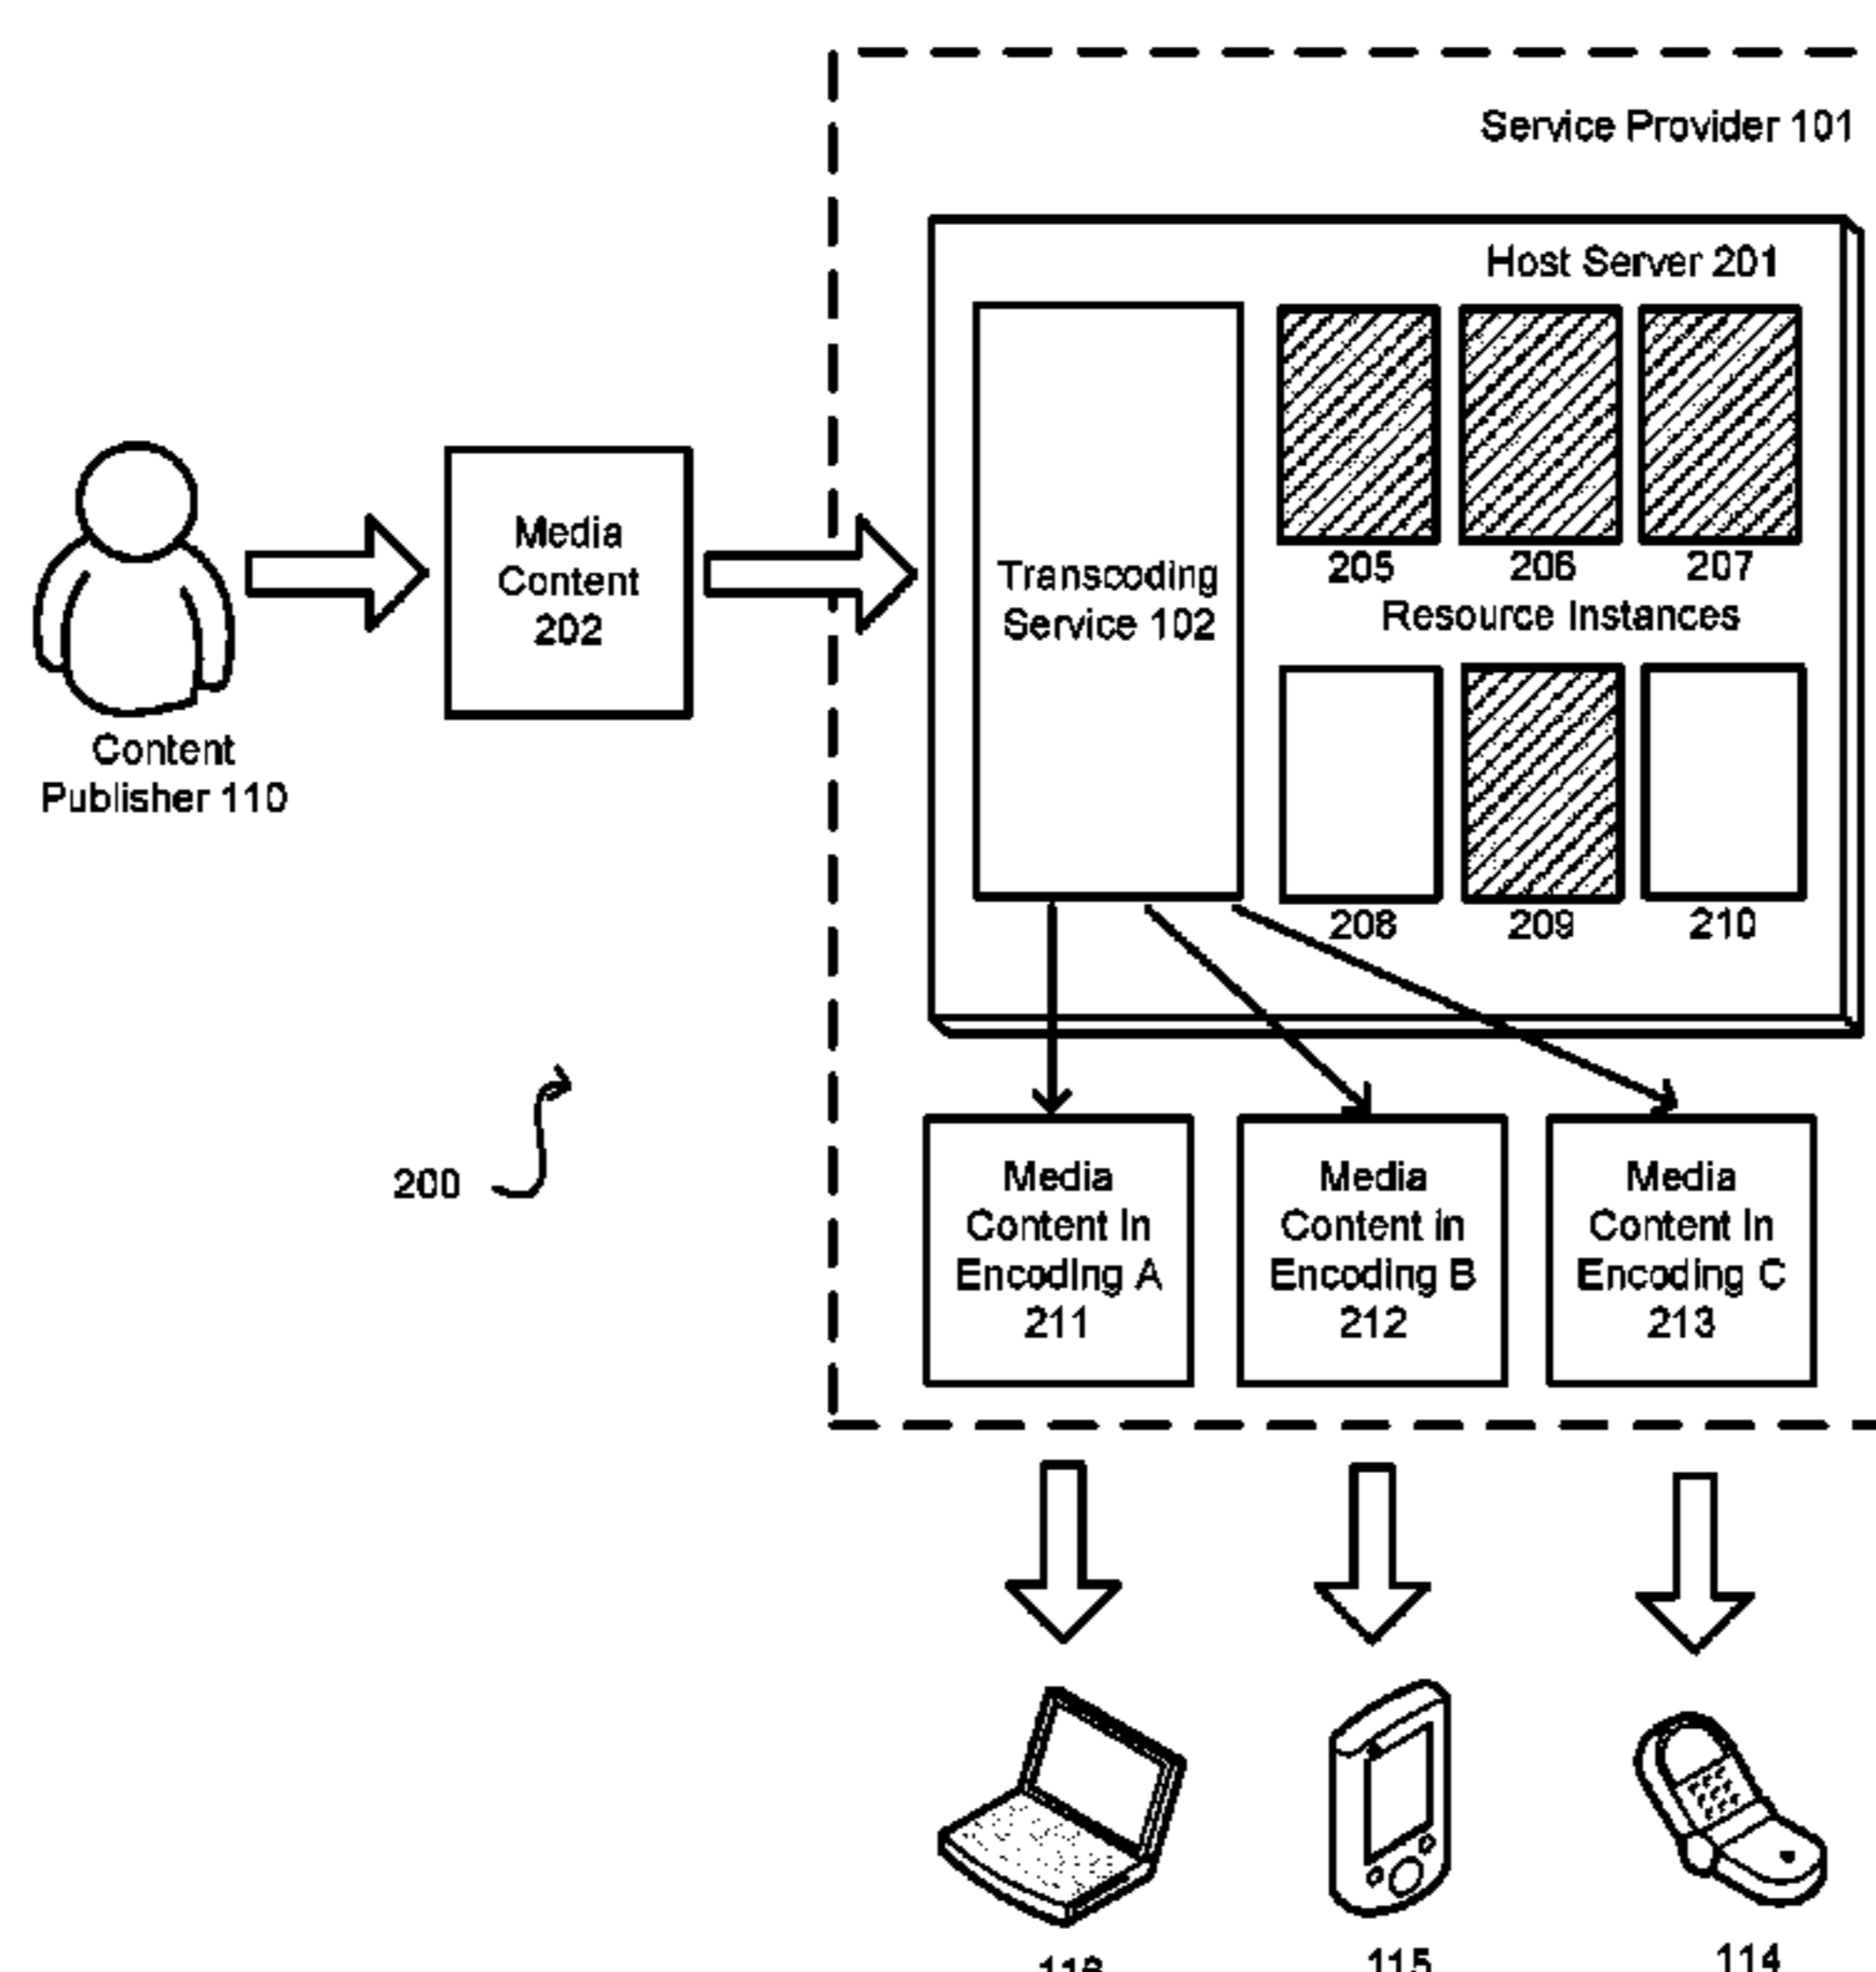 Service Provider 101
Host Server 201
Media
Content
202
Transcoding
Service 102
205
206
207
Resource Instances
208
209
210
Content
Publisher 110
200
Media
Content in
Encoding A
211
Media
Content in
Encoding B
212
Media
Content in
Encoding C
213
115
114